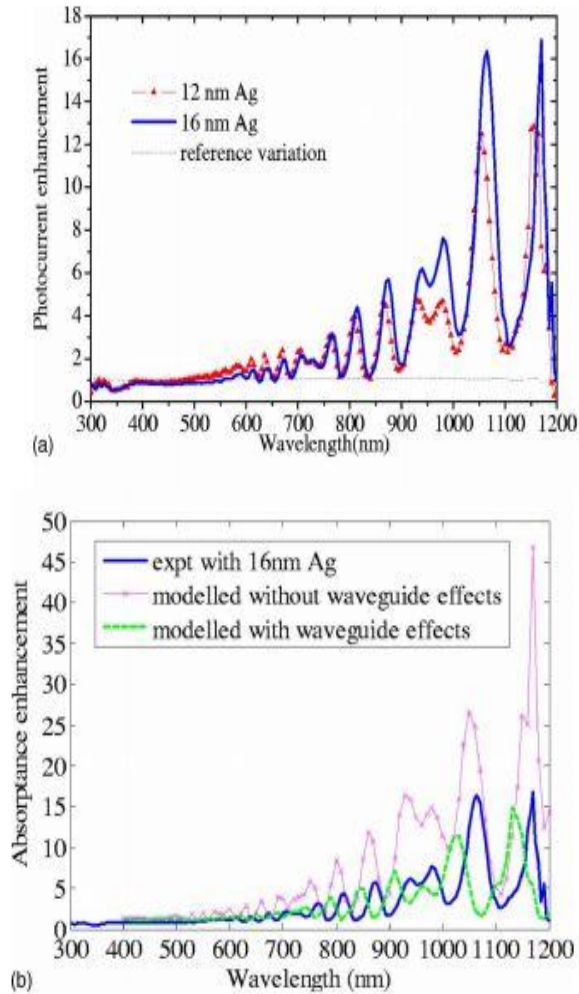 18
16
14
12
10
8
6
4
2
0
Photocurrent enhancement
12 nm Ag
16 nm Ag
reference variation
300 400 500 600 700 800 900 1000 1100 1200
Wavelength(nm)
(a)
50
45
40
35
30
25
20
15
10
5
0
Absorptance enhancement
expt with 16nm Ag
modelled without waveguide effects
modelled with waveguide effects
300 400 500 600 700 800 900 1000 1100 1200
Wavelength (nm)
(b)